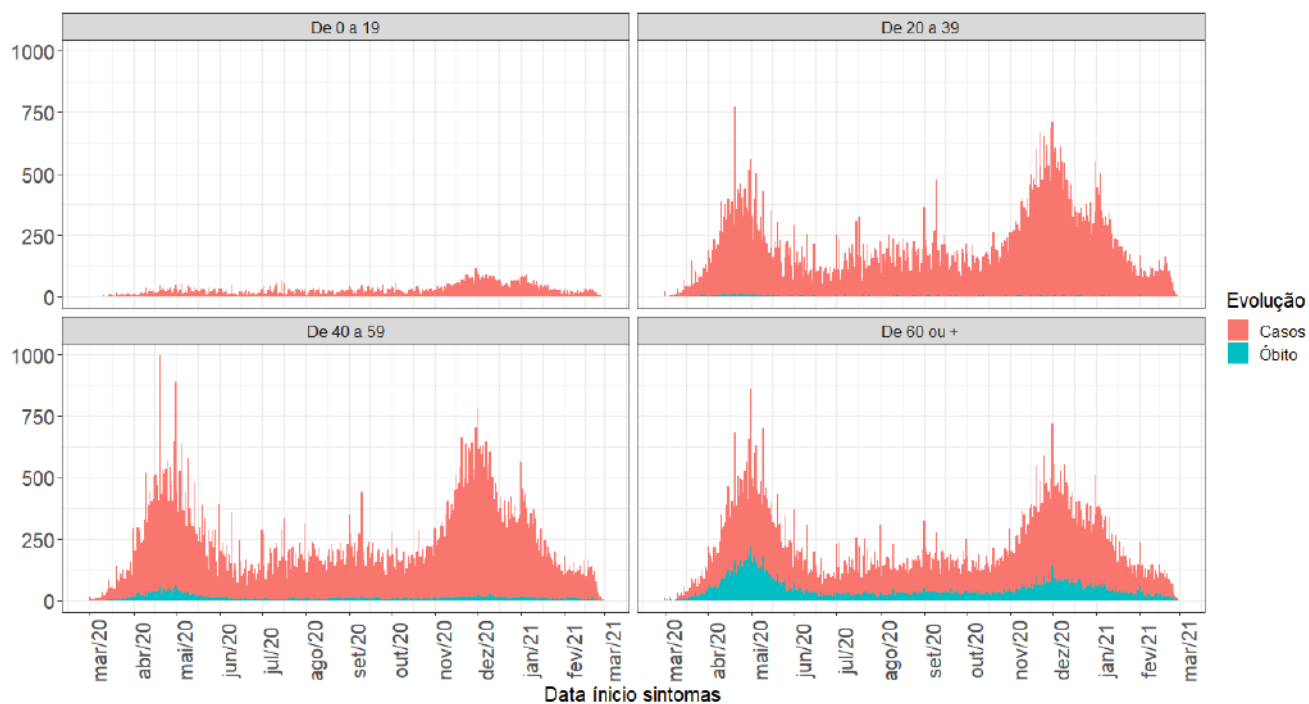 De 0 a 19
De 20 a 39
1000
750
500
250
0
De 40 a 59
De 60 ou +
1000
750
500
250
0
mar/20
abr/20
mai/20
jun/20
jul/20
ago/20
set/20
out/20
nov/20
dez/20
jan/21
fev/21
mar/21
mar/20
abr/20
mai/20
jun/20
jul/20
ago/20
set/20
out/20
nov/20
dez/20
jan/21
fev/21
mar/21
Data ínicio sintomas
Evolução
Casos
Óbito